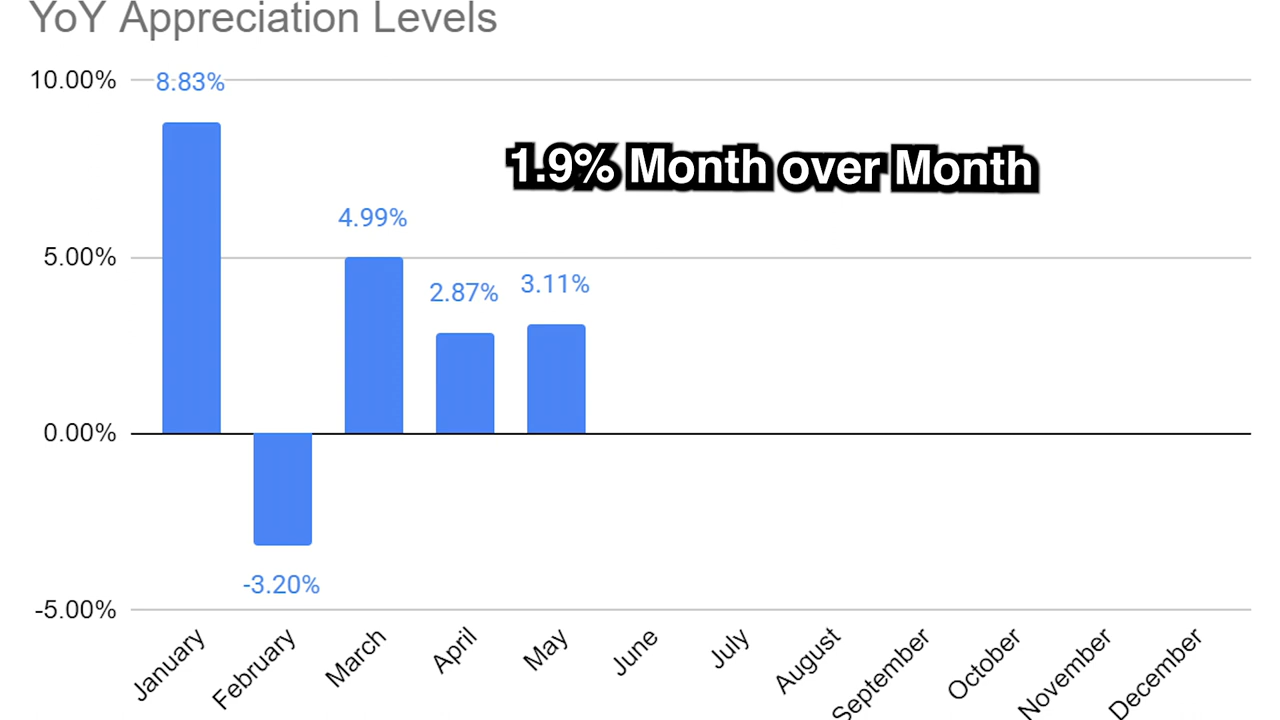 YoY Appreciation Levels
10.00%
8.83%
1.9% Month over Month
4.99%
5.00%
2.87%
3.11%
0.00%
-3.20%
-5.00%
January
February
March
April
May
June
July
August
September
October
November
December